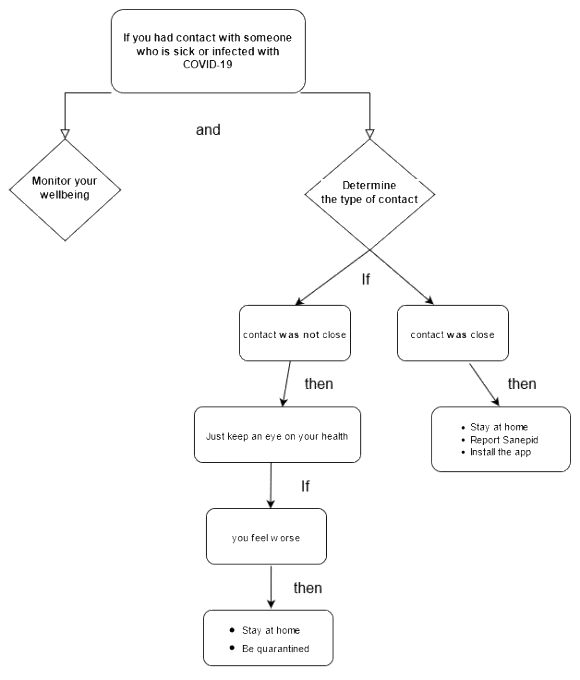 If you had contact with someone
who is sick or infected with
COVID-19
and
Monitor your
wellbeing
Determine
the type of contact
If
contact was not close
contact was close
then
then
Just keep an eye on your health
• Stay at home
• Report Sanepid
• Install the app
If
you feel worse
then
• Stay at home
• Be quarantined